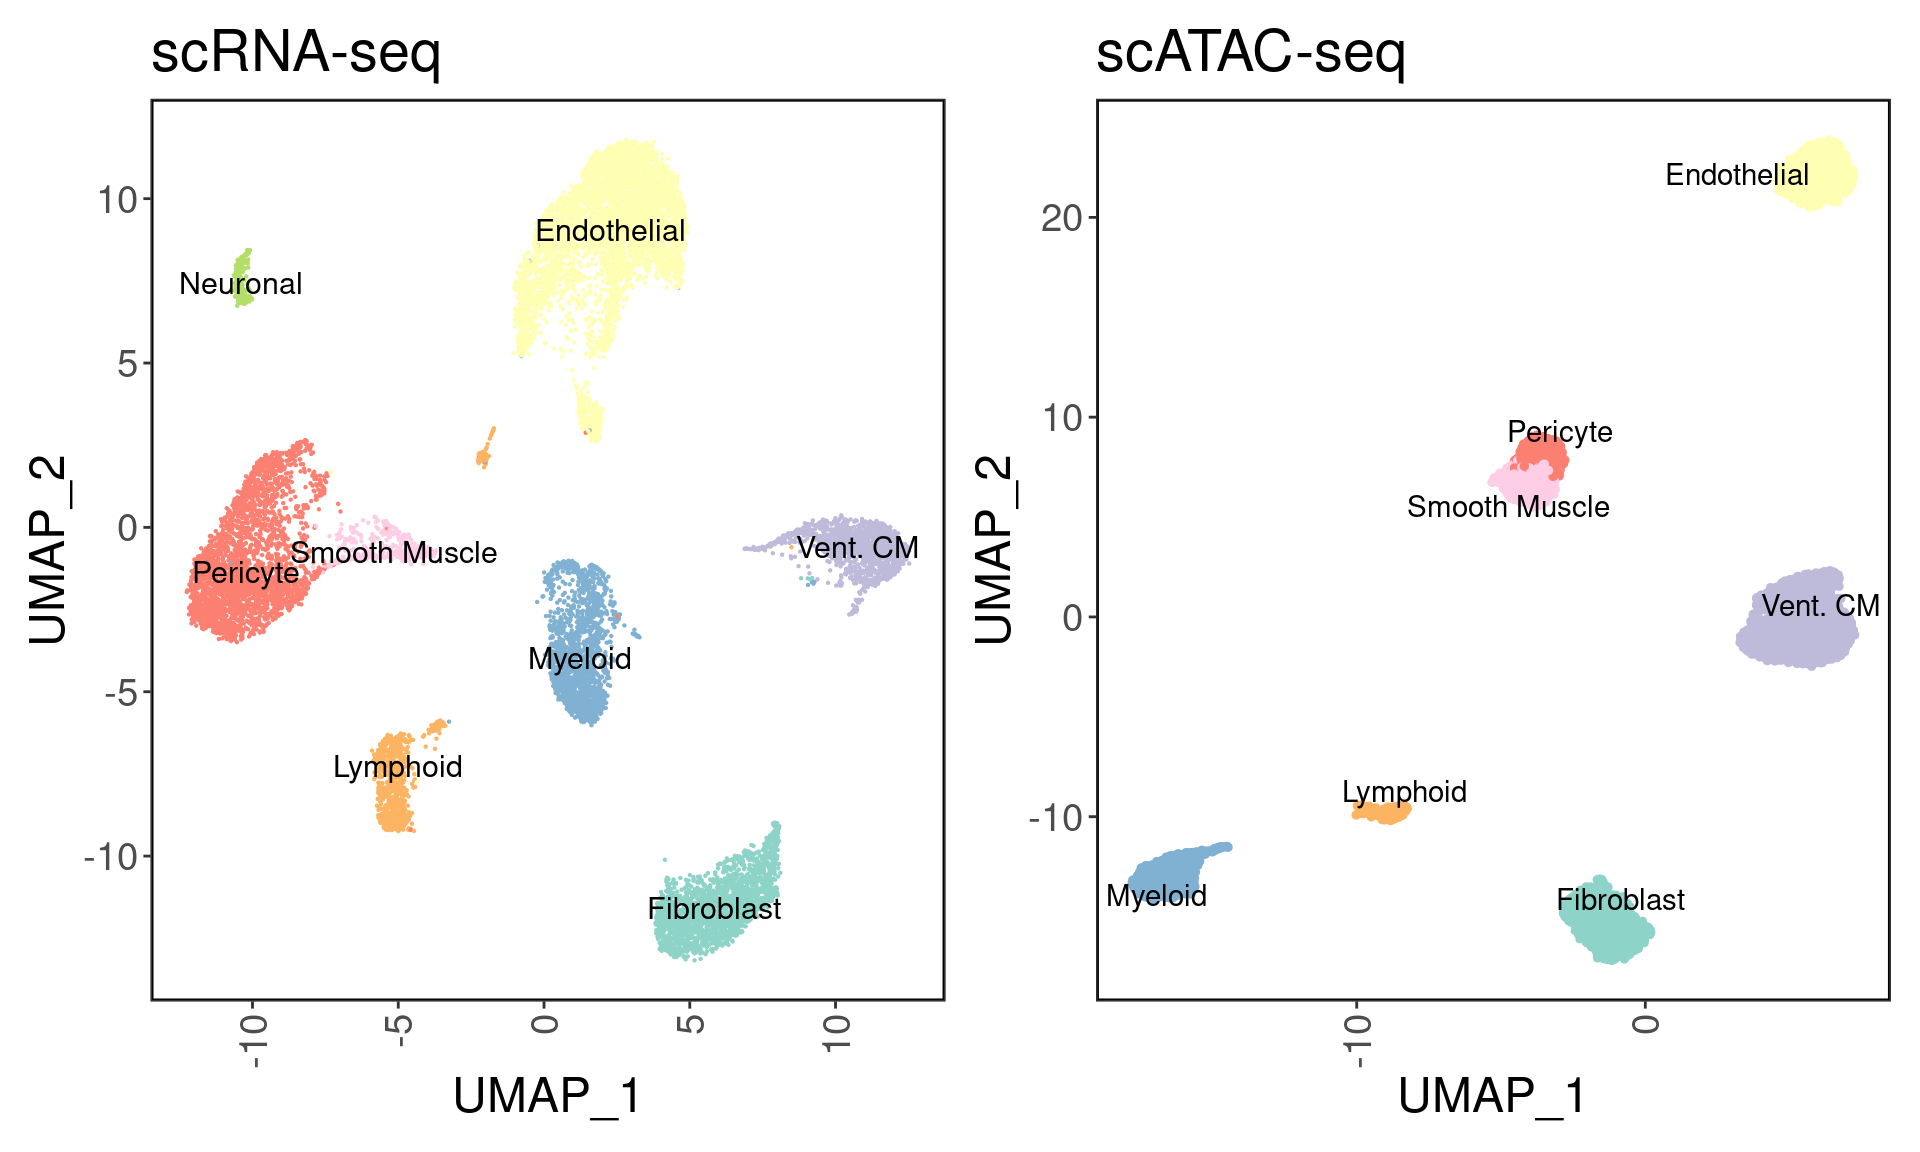 scRNA-seq
10
5
0
-5
-10
UMAP_2
Endothelial
Neuronal
Smooth Muscle
Pericyte
Vent. CM
Myeloid
Lymphoid
Fibroblast
-10
-5
0
5
10
UMAP_1
scATAC-seq
20
10
0
-10
UMAP_2
Endothelial
Pericyte
Smooth Muscle
Vent. CM
Lymphoid
Myeloid
Fibroblast
-10
0
UMAP_1